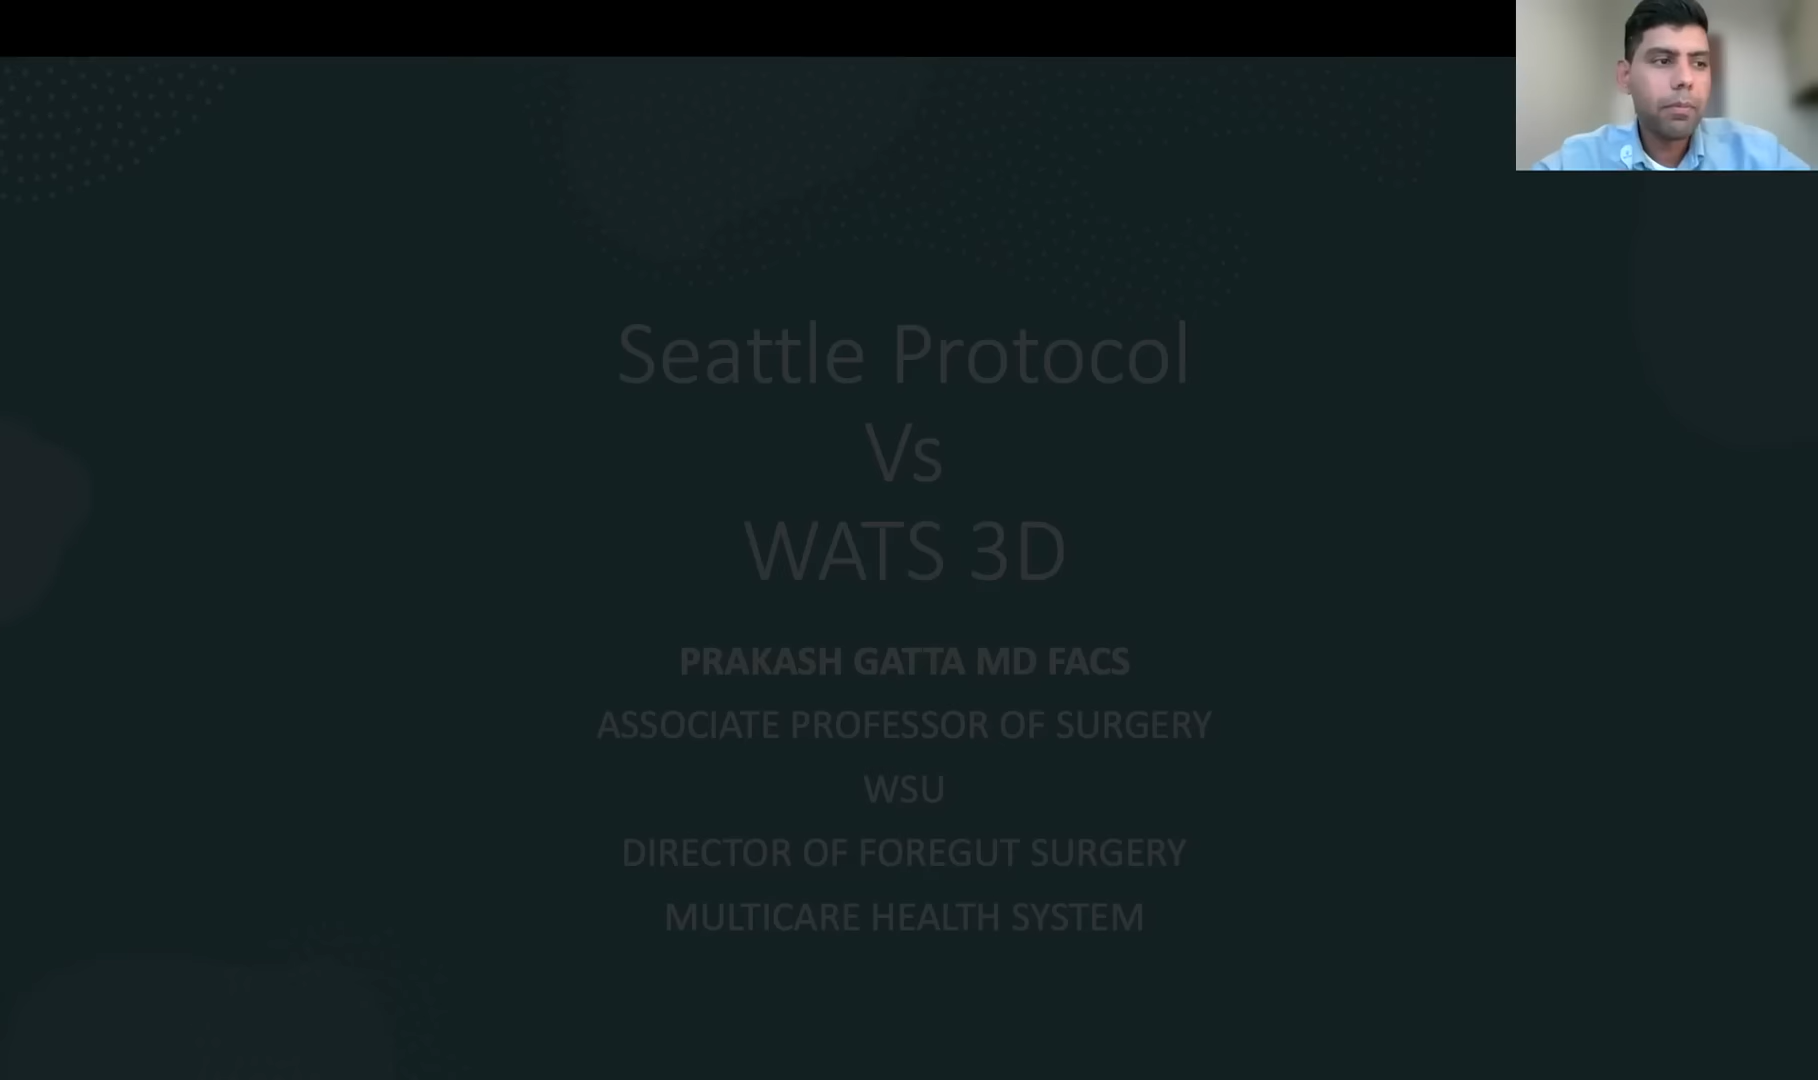 Seattle Protocol
Vs
WATS 3D
PRAKASH GATTA MD FACS
ASSOCIATE PROFESSOR OF SURGERY
WSU
DIRECTOR OF FOREGUT SURGERY
MULTICARE HEALTH SYSTEM